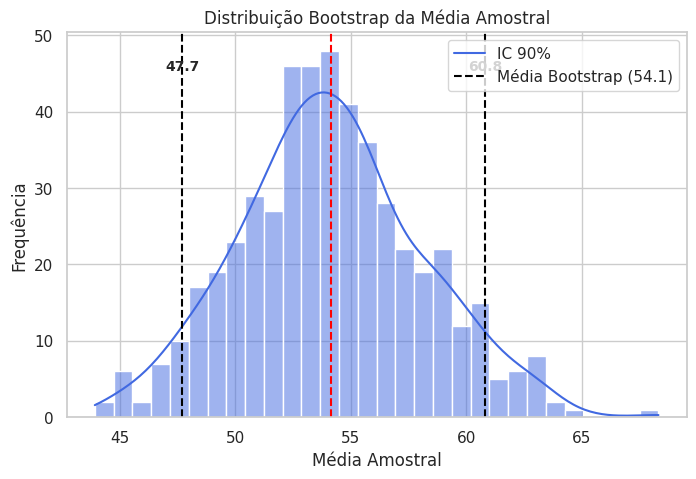 Distribuição Bootstrap da Média Amostral
IC 90%
Média Bootstrap (54.1)
47.7
60.8
Frequência
50
40
30
20
10
0
45
50
55
60
65
Média Amostral